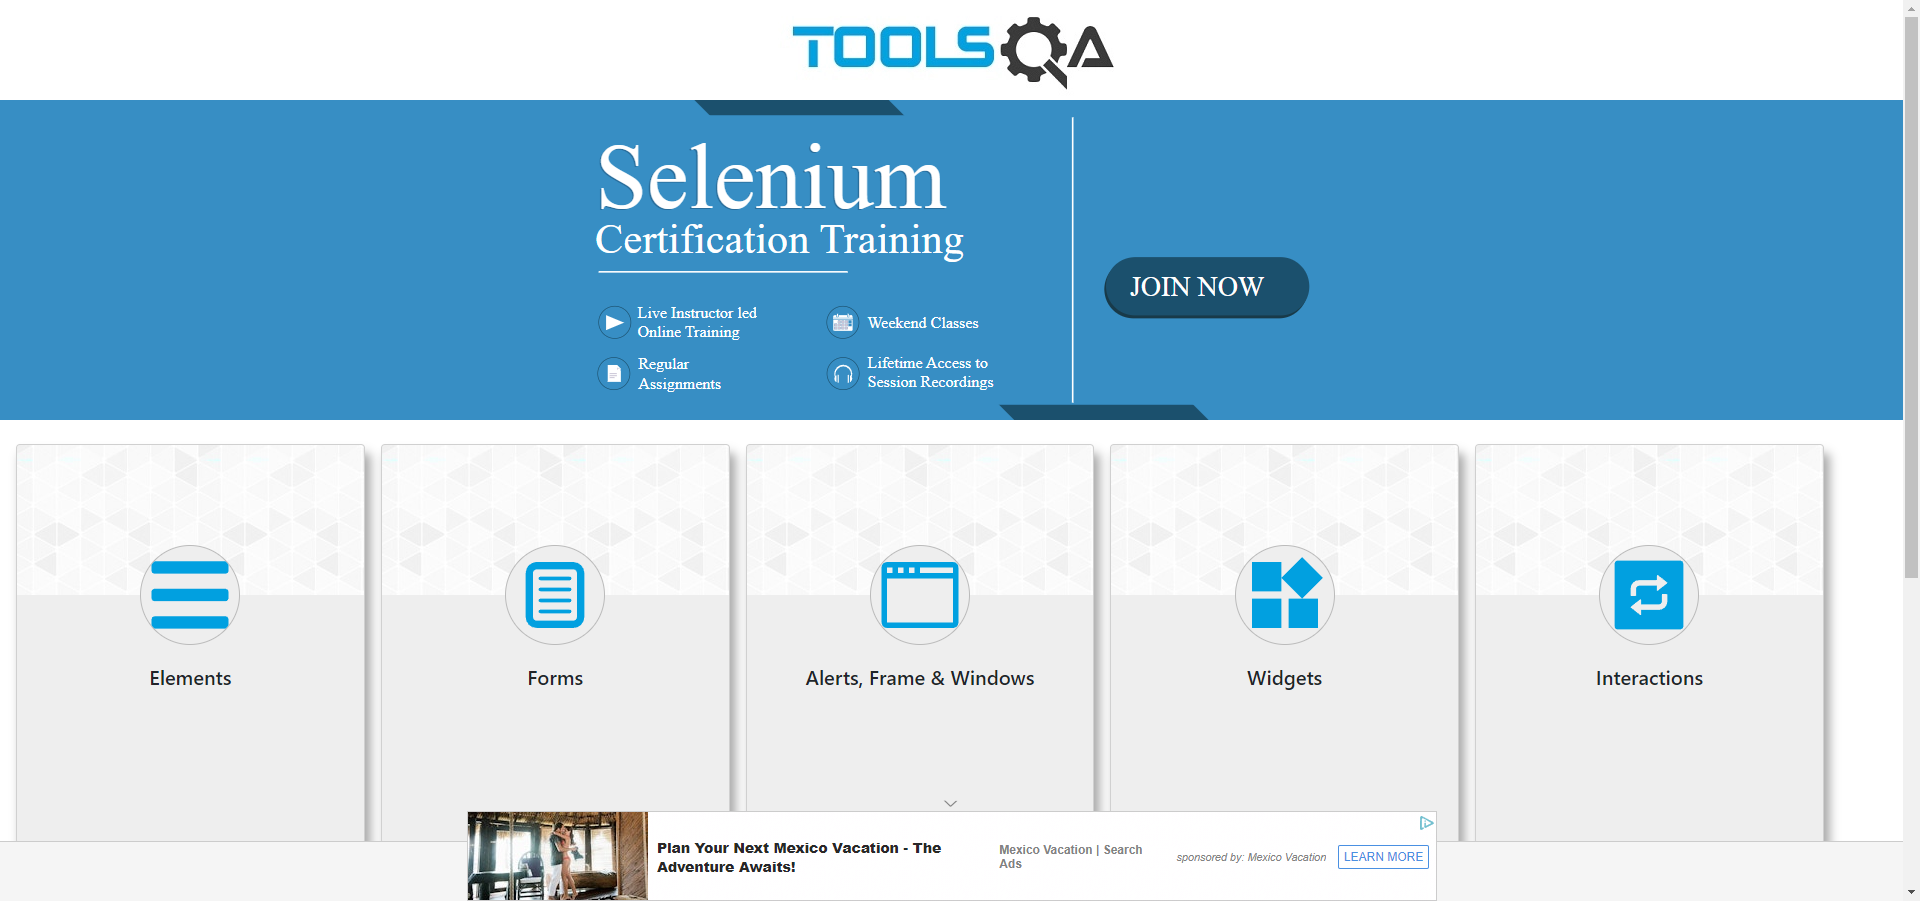 TOOLSQA
Selenium
Certification Training
JOIN NOW
Live Instructor led
Online Training
Weekend Classes
Regular
Assignments
Lifetime Access to
Session Recordings
Elements
Forms
Alerts, Frame & Windows
Widgets
Interactions
Plan Your Next Mexico Vacation - The
Adventure Awaits!
Mexico Vacation | Search
Ads
sponsored by: Mexico Vacation
LEARN MORE